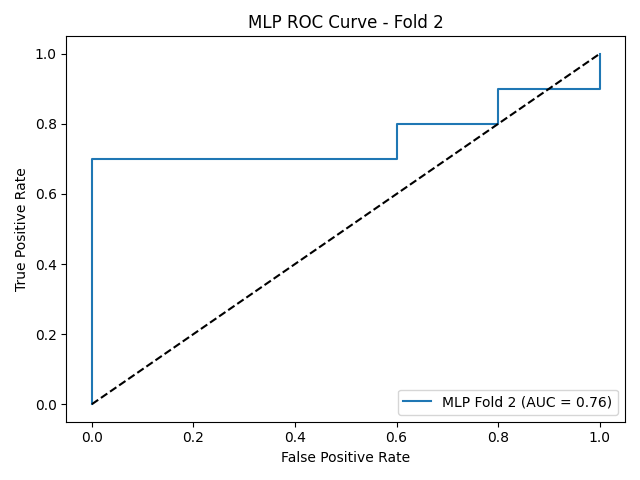 MLP ROC Curve - Fold 2
1.0
0.8
0.6
0.4
0.2
0.0
True Positive Rate
0.0 0.2 0.4 0.6 0.8 1.0
False Positive Rate
MLP Fold 2 (AUC = 0.76)